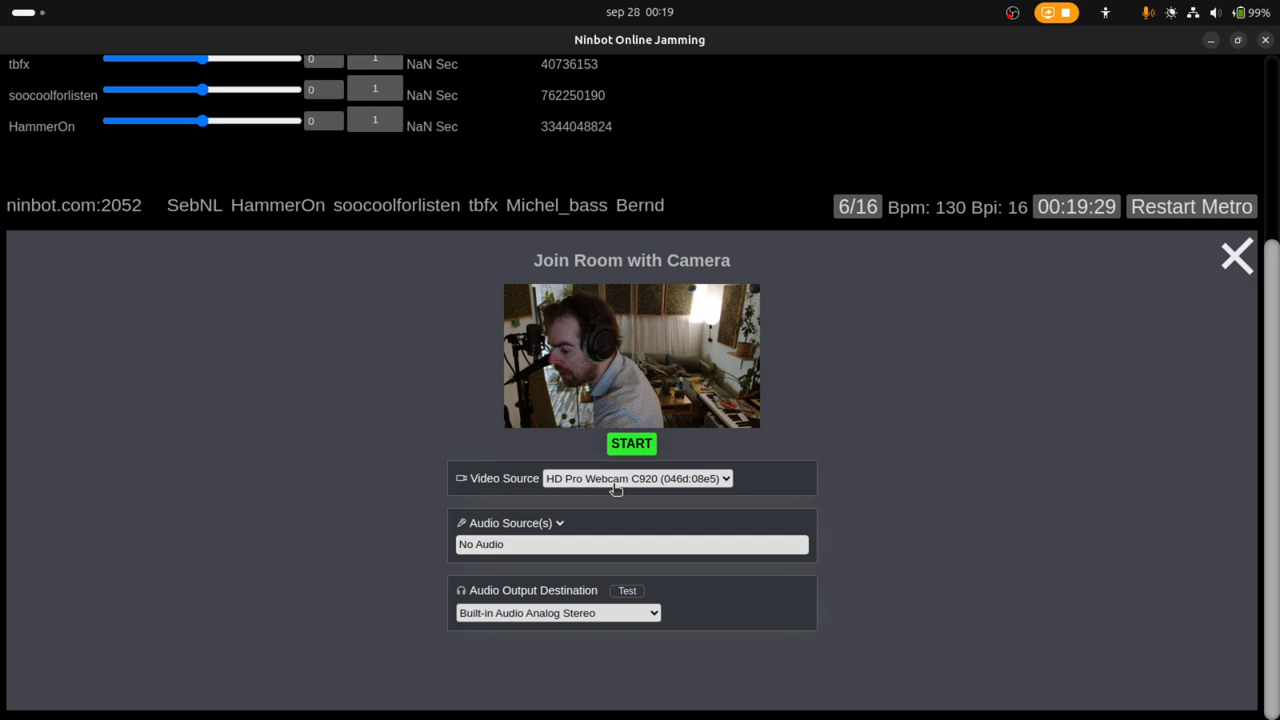 sep 28 00:19
99%
Ninbot Online Jamming
tbfx 0 1 NaN Sec 40736153
soocoolforlisten 0 1 NaN Sec 762250190
HammerOn 0 1 NaN Sec 3344048824
ninbot.com:2052 SebNL HammerOn soocoolforlisten tbfx Michel_bass Bernd 6/16 Bpm: 130 Bpi: 16 00:19:29 Restart Metro
Join Room with Camera
START
Video Source HD Pro Webcam C920 (046d:08e5)
Audio Source(s)
No Audio
Audio Output Destination Test
Built-in Audio Analog Stereo